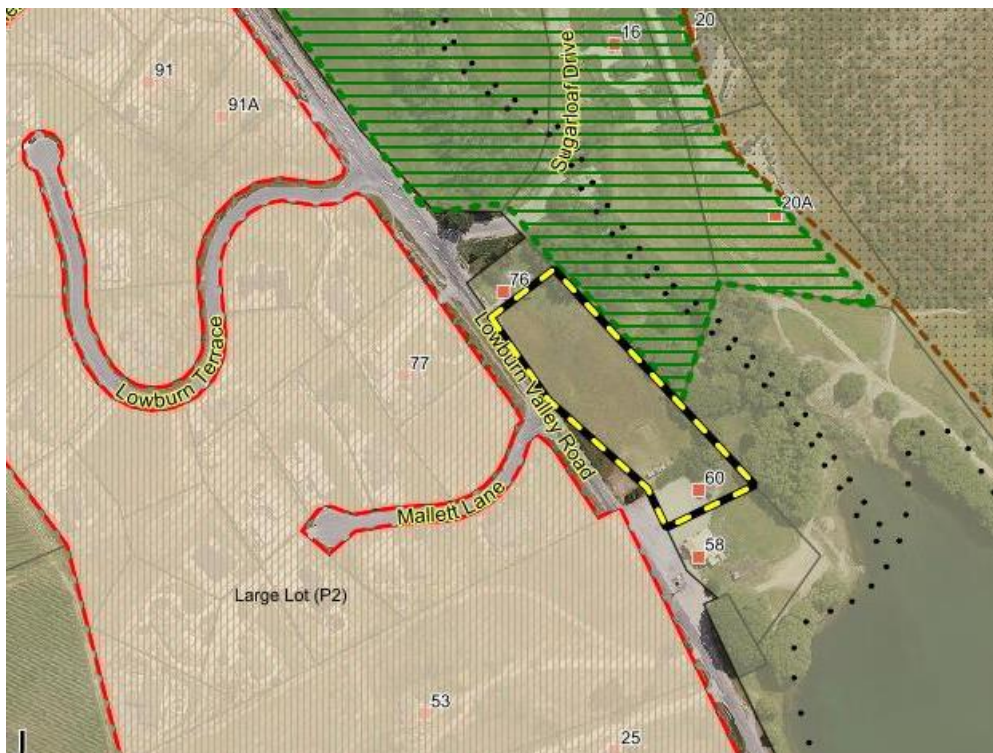 20
16
91
91A
Sugarloaf Drive
20A
76
Lowburn Valley Road
77
Lowburn Terrace
60
Mallett Lane
58
Large Lot (P2)
53
25